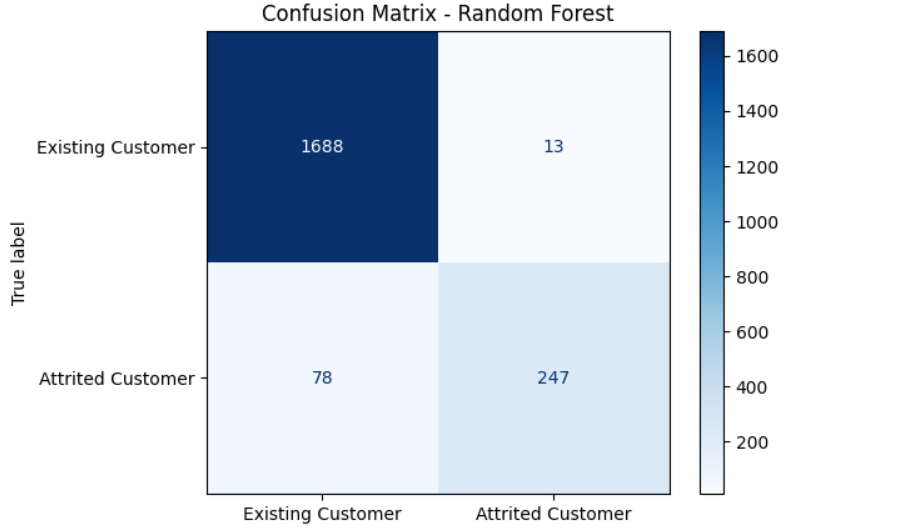 Confusion Matrix - Random Forest
True label
Existing Customer
1688
13
Attrited Customer
78
247
Existing Customer
Attrited Customer
1600
1400
1200
1000
800
600
400
200